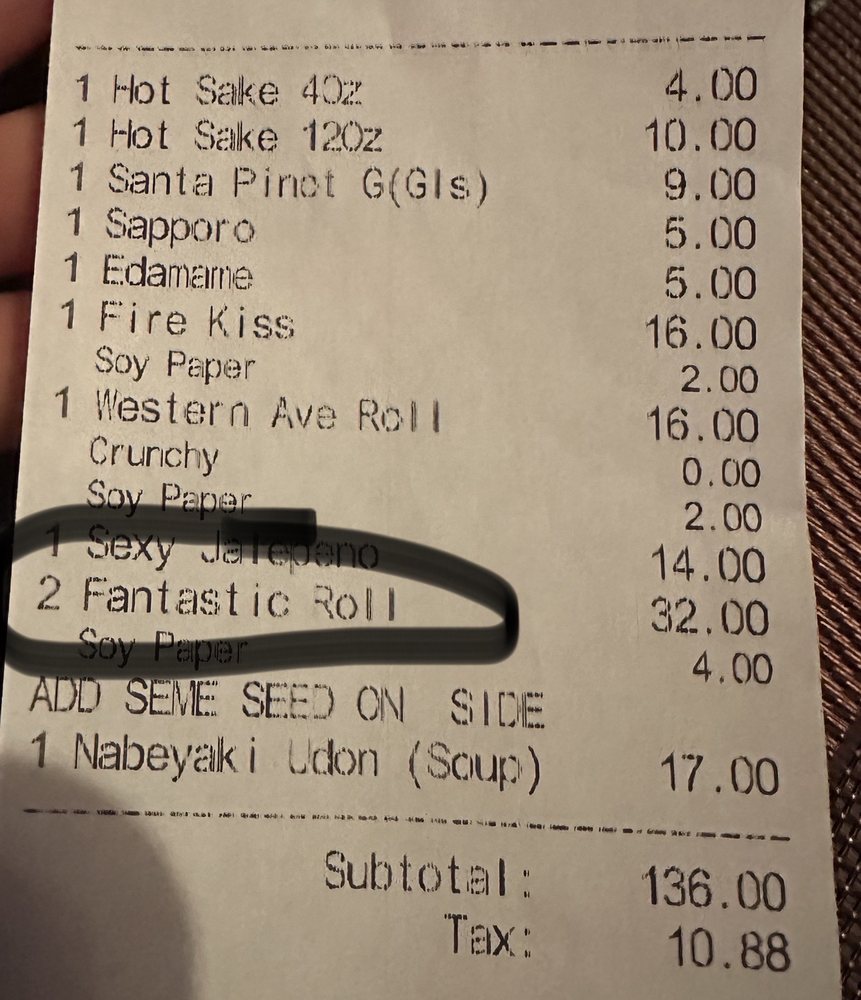 1 Hot Sake 4Oz 4.00
1 Hot Sake 12Oz 10.00
1 Santa Pinot G(Gls) 9.00
1 Sapporo 5.00
1 Edamame 5.00
1 Fire Kiss 16.00
Soy Paper 2.00
1 Western Ave Roll 16.00
Crunchy 0.00
Soy Paper 2.00
1 Sexy Jalepeno 14.00
2 Fantastic Roll 32.00
Soy Paper 4.00
ADD SEME SEED ON SIDE
1 Nabeyaki Udon (Soup) 17.00
Subtotal: 136.00
Tax: 10.88